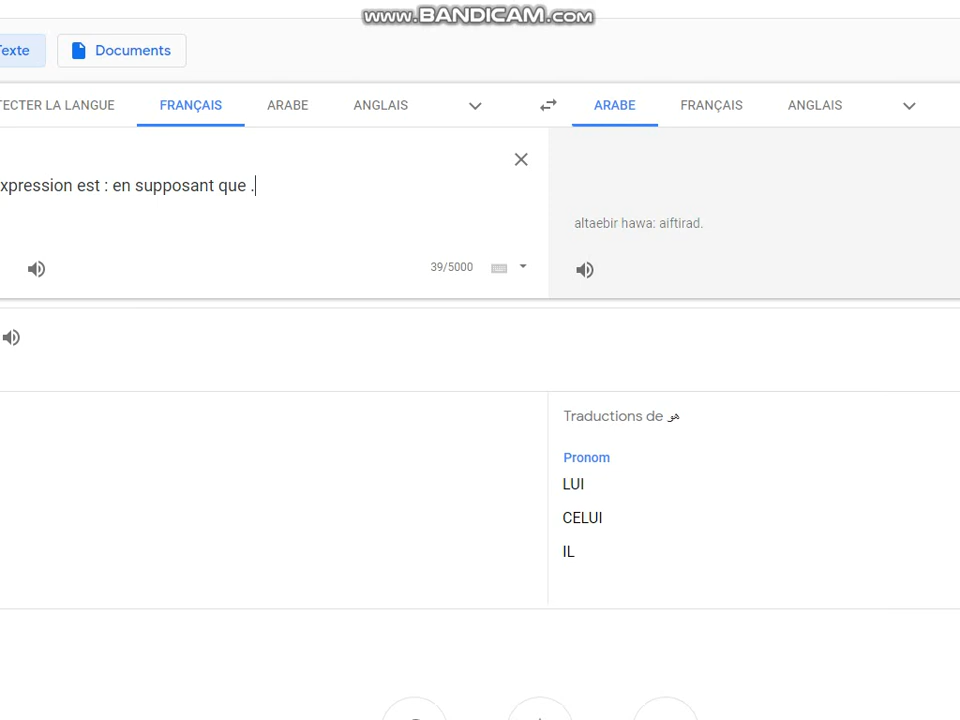 www.BANDICAM.com
Texte Documents
TECTER LA LANGUE FRANÇAIS ARABE ANGLAIS ARABE FRANÇAIS ANGLAIS
xpression est : en supposant que .
altaebir hawa: aiftirad.
39/5000
Traductions de هو
Pronom
LUI
CELUI
IL